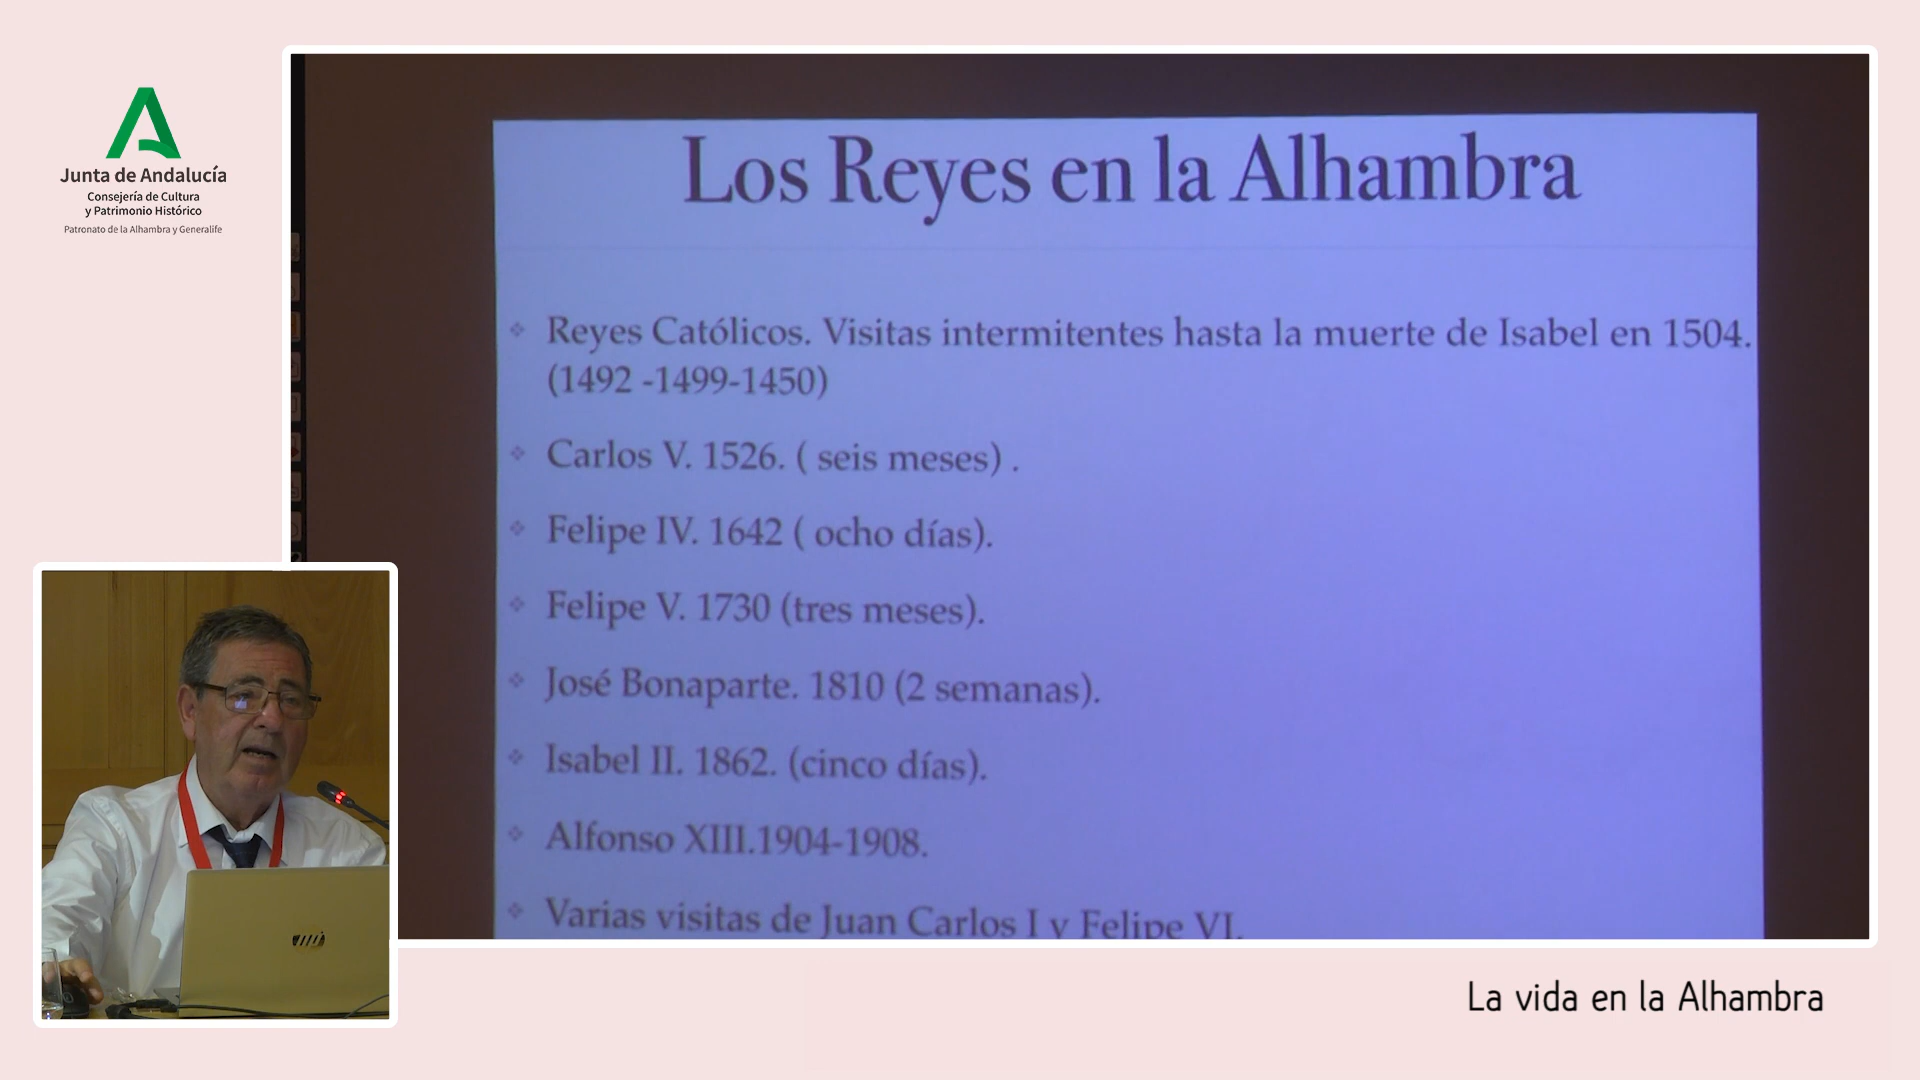 Junta de Andalucía
Consejería de Cultura
y Patrimonio Histórico
Patronato de la Alhambra y Generalife
Los Reyes en la Alhambra
Reyes Católicos. Visitas intermitentes hasta la muerte de Isabel en 1504.
(1492 -1499-1450)
Carlos V. 1526. ( seis meses) .
Felipe IV. 1642 ( ocho días).
Felipe V. 1730 (tres meses).
José Bonaparte. 1810 (2 semanas).
Isabel II. 1862. (cinco días).
Alfonso XIII.1904-1908.
Varias visitas de Juan Carlos I y Felipe VI.
La vida en la Alhambra